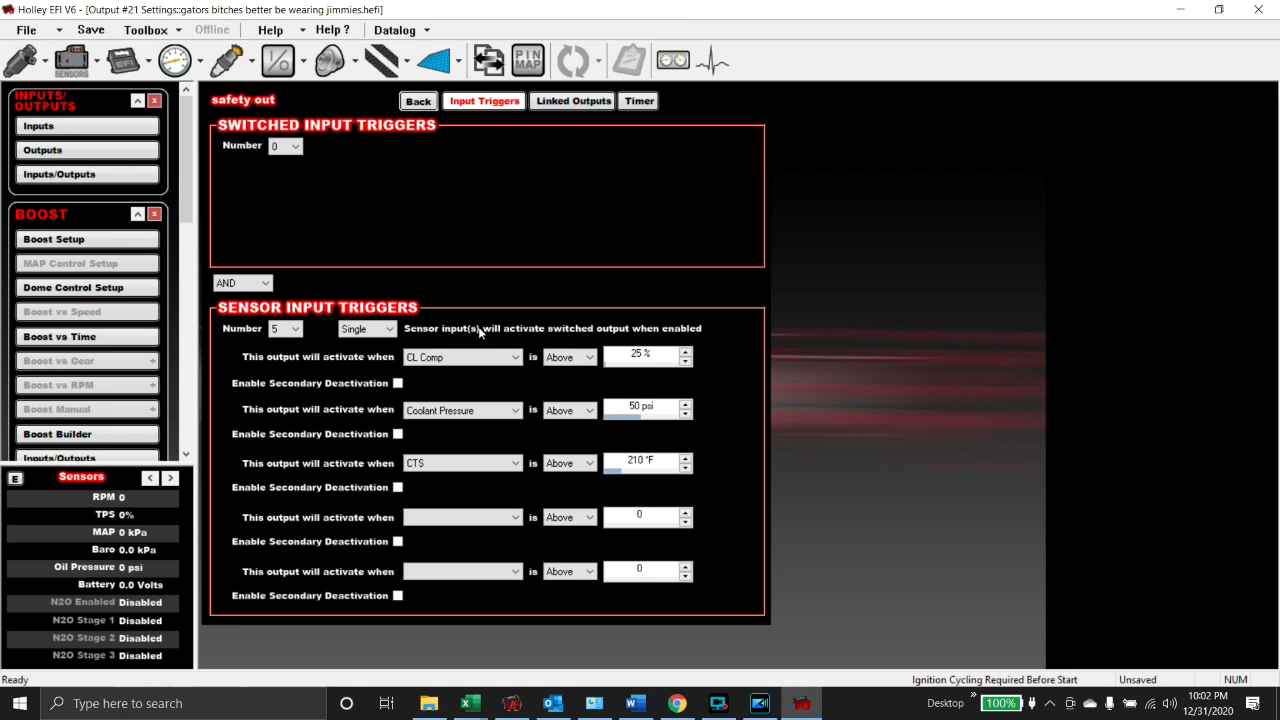 Holley EFI V6 - [Output #21 Settings::gators bitches better be wearing jimmies.hefi]
File Save Toolbox Offline Help Help ? Datalog
SENSORS EFI PIN MAP
INPUTS/
OUTPUTS
Inputs
Outputs
Inputs/Outputs
BOOST
Boost Setup
MAP Control Setup
Dome Control Setup
Boost vs Speed
Boost vs Time
Boost vs Gear +
Boost vs RPM +
Boost Manual +
Boost Builder
Inputs/Outputs
E Sensors < >
RPM 0
TPS 0%
MAP 0 kPa
Baro 0.0 kPa
Oil Pressure 0 psi
Battery 0.0 Volts
N2O Enabled Disabled
N2O Stage 1 Disabled
N2O Stage 2 Disabled
N2O Stage 3 Disabled
safety out Back Input Triggers Linked Outputs Timer
SWITCHED INPUT TRIGGERS
Number 0
AND
SENSOR INPUT TRIGGERS
Number 5 Single Sensor input(s) will activate switched output when enabled
This output will activate when CL Comp is Above 25 %
Enable Secondary Deactivation
This output will activate when Coolant Pressure is Above 50 psi
Enable Secondary Deactivation
This output will activate when CTS is Above 210 °F
Enable Secondary Deactivation
This output will activate when is Above 0
Enable Secondary Deactivation
This output will activate when is Above 0
Enable Secondary Deactivation
Ready Ignition Cycling Required Before Start Unsaved NUM
Type here to search Desktop » 100% 10:02 PM
12/31/2020